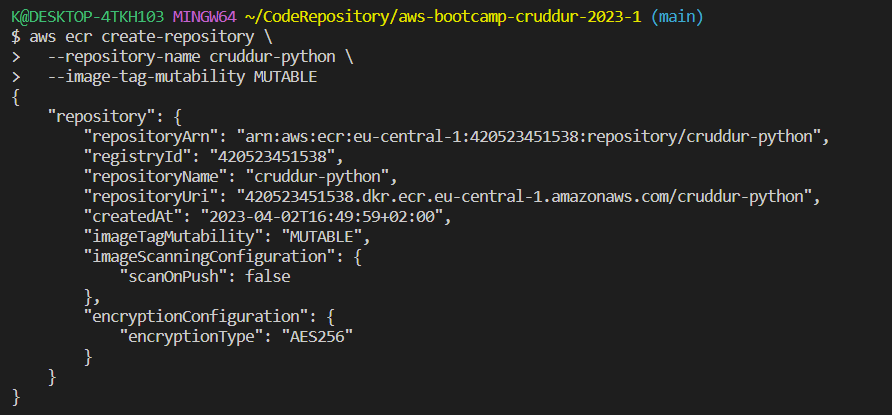 K@DESKTOP-4TKH103 MINGW64 ~/CodeRepository/aws-bootcamp-cruddur-2023-1 (main)
$ aws ecr create-repository \
>   --repository-name cruddur-python \
>   --image-tag-mutability MUTABLE
{
    "repository": {
        "repositoryArn": "arn:aws:ecr:eu-central-1:420523451538:repository/cruddur-python",
        "registryId": "420523451538",
        "repositoryName": "cruddur-python",
        "repositoryUri": "420523451538.dkr.ecr.eu-central-1.amazonaws.com/cruddur-python",
        "createdAt": "2023-04-02T16:49:59+02:00",
        "imageTagMutability": "MUTABLE",
        "imageScanningConfiguration": {
            "scanOnPush": false
        },
        "encryptionConfiguration": {
            "encryptionType": "AES256"
        }
    }
}